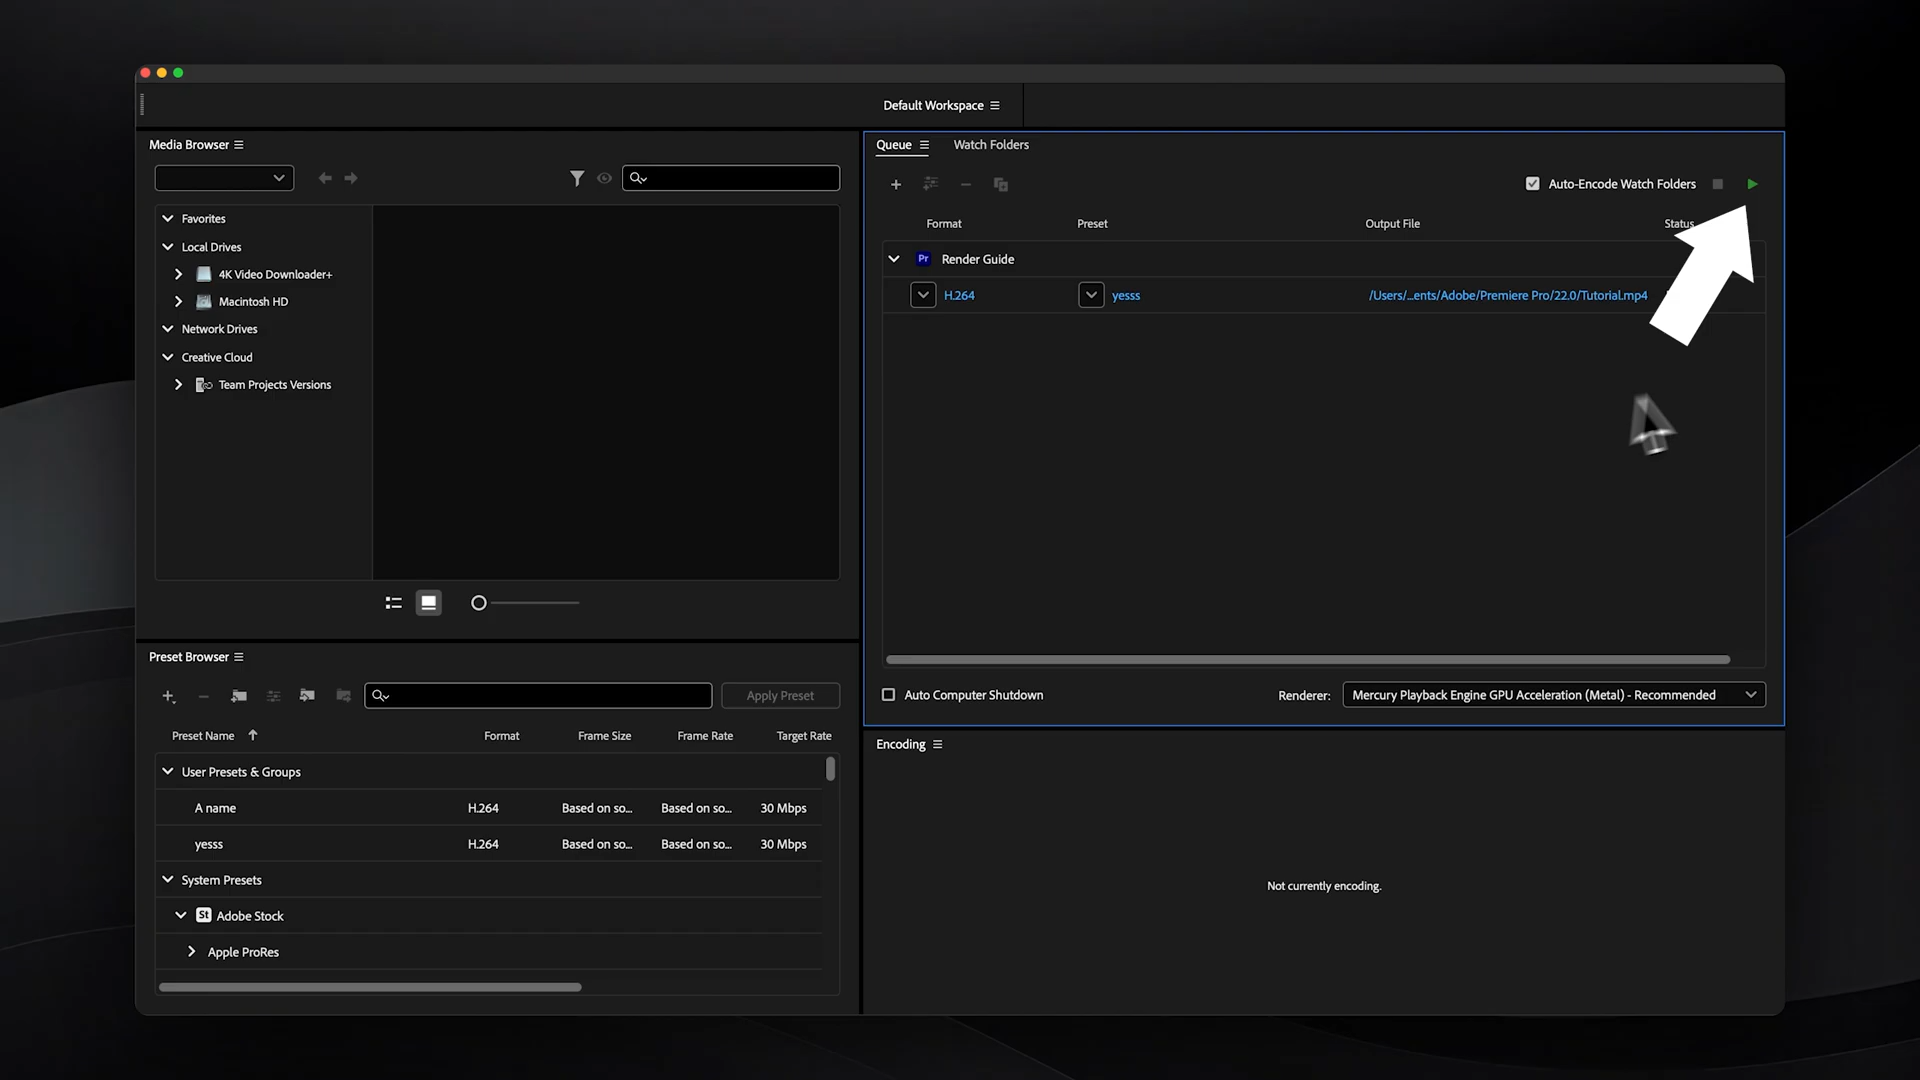 Default Workspace
Media Browser
Favorites
Local Drives
4K Video Downloader+
Macintosh HD
Network Drives
Creative Cloud
Team Projects Versions
Queue Watch Folders
Auto-Encode Watch Folders
Format Preset Output File Status
Pr Render Guide
H.264 yesss /Users/...ents/Adobe/Premiere Pro/22.0/Tutorial.mp4
Auto Computer Shutdown
Renderer: Mercury Playback Engine GPU Acceleration (Metal) - Recommended
Preset Browser
Apply Preset
Preset Name Format Frame Size Frame Rate Target Rate
User Presets & Groups
A name H.264 Based on so... Based on so... 30 Mbps
yesss H.264 Based on so... Based on so... 30 Mbps
System Presets
St Adobe Stock
Apple ProRes
Encoding
Not currently encoding.